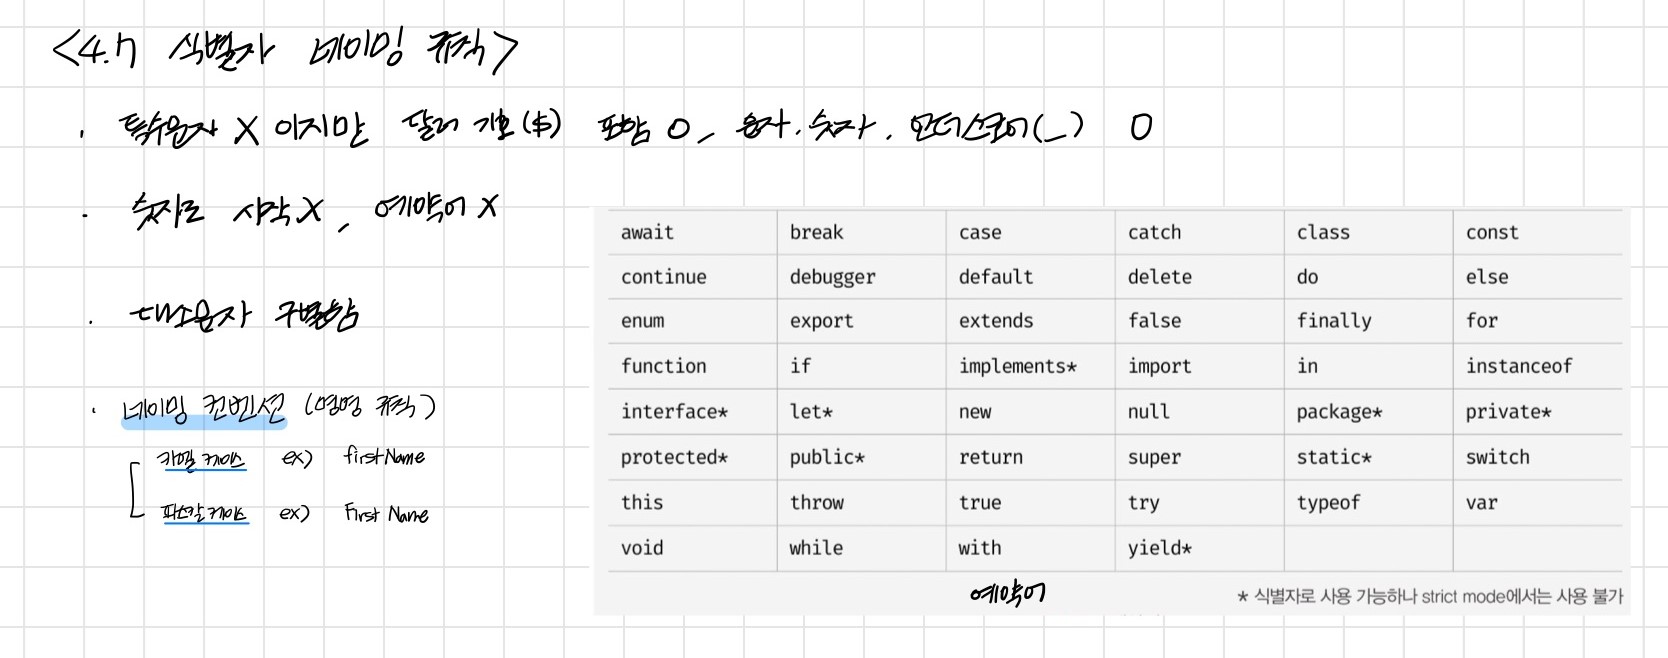 <4.7 식별자 네이밍 규칙>
· 특수문자 X 이지만 달러 기호($) 포함 O, 문자, 숫자, 언더스코어(_) O
· 숫자로 시작 X, 예약어 X
· 대소문자 구별함
· 네이밍 컨벤션 (명명 규칙)
카멜 케이스 ex) firstName
파스칼 케이스 ex) FirstName
await break case catch class const
continue debugger default delete do else
enum export extends false finally for
function if implements* import in instanceof
interface* let* new null package* private*
protected* public* return super static* switch
this throw true try typeof var
void while with yield*
예약어
* 식별자로 사용 가능하나 strict mode에서는 사용 불가